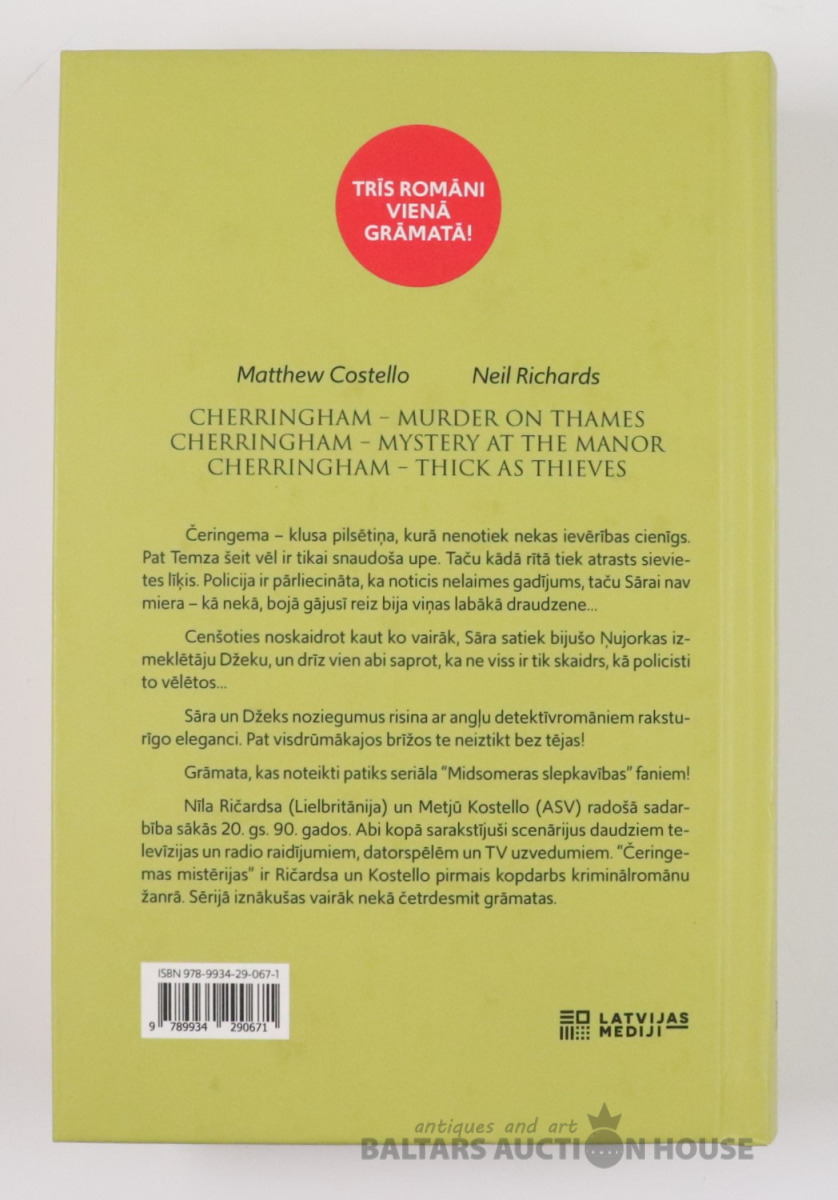 TRĪS ROMĀNI
VIENĀ
GRĀMATĀ!
Matthew Costello Neil Richards
CHERRINGHAM – MURDER ON THAMES
CHERRINGHAM – MYSTERY AT THE MANOR
CHERRINGHAM – THICK AS THIEVES
Čeringema – klusa pilsētiņa, kurā nenotiek nekas ievērības cienīgs.
Pat Temza šeit vēl ir tikai snaudoša upe. Taču kādā rītā tiek atrasts sievie-
tes līķis. Policija ir pārliecināta, ka noticis nelaimes gadījums, taču Sārai nav
miera – kā nekā, bojā gājusī reiz bija viņas labākā draudzene...
Cenšoties noskaidrot kaut ko vairāk, Sāra satiek bijušo Ņujorkas iz-
meklētāju Džeku, un drīz vien abi saprot, ka ne viss ir tik skaidrs, kā policisti
to vēlētos...
Sāra un Džeks noziegumus risina ar angļu detektīvromāniem rakstu-
rīgo eleganci. Pat visdrūmākajos brīžos te neiztikt bez tējas!
Grāmata, kas noteikti patiks seriāla “Midsomeras slepkavības” faniem!
Nīla Ričardsa (Lielbritānija) un Metjū Kostello (ASV) radošā sadar-
bība sākās 20. gs. 90. gados. Abi kopā sarakstījuši scenārijus daudziem te-
levīzijas un radio raidījumiem, datorspēlēm un TV uzvedumiem. “Čeringe-
mas mistērijas” ir Ričardsa un Kostello pirmais kopdarbs kriminālromānu
žanrā. Sērijā iznākušas vairāk nekā četrdesmit grāmatas.
ISBN 978-9934-29-067-1
9 789934 290671
LATVIJAS
MEDIJI
antiques and art
BALTARS AUCTION HOUSE